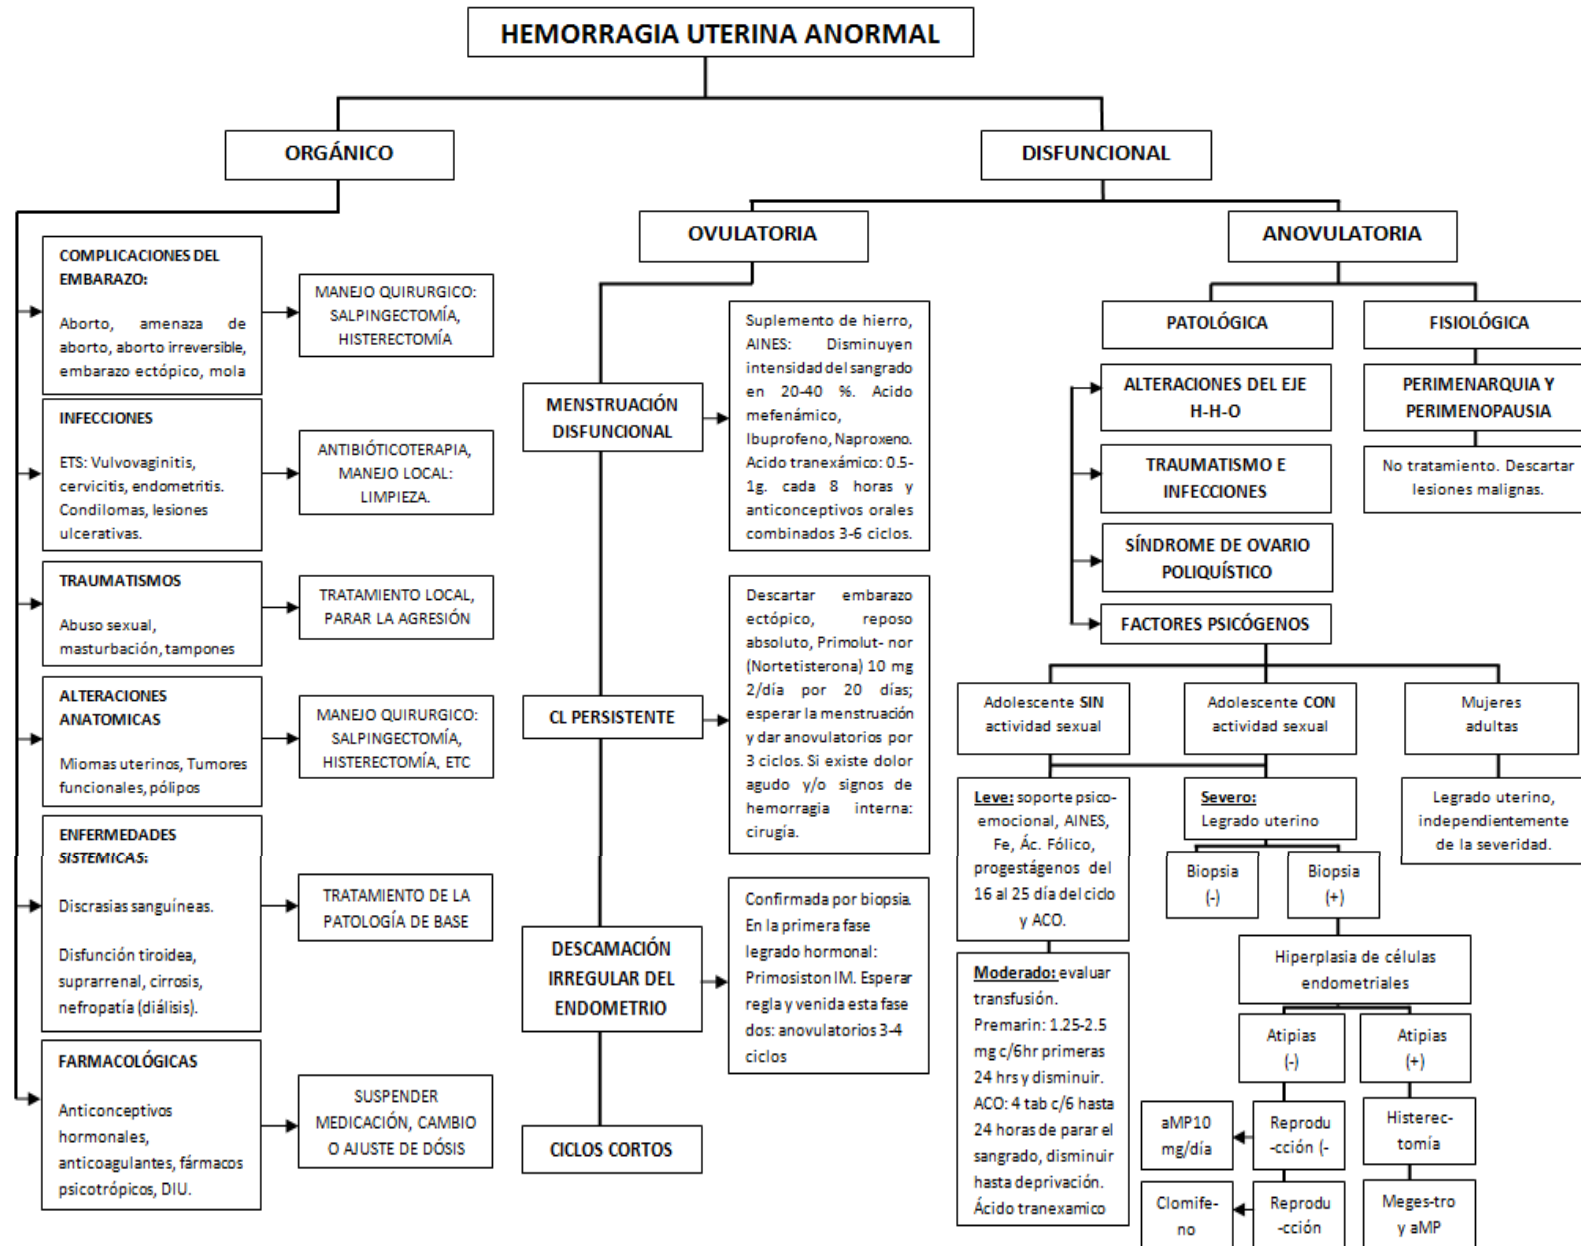 HEMORRAGIA UTERINA ANORMAL
ORGÁNICO
DISFUNCIONAL
OVULATORIA
ANOVULATORIA
COMPLICACIONES DEL
EMBARAZO:
Aborto, amenaza de
aborto, aborto irreversible,
embarazo ectópico, mola
MANEJO QUIRURGICO:
SALPINGECTOMÍA,
HISTERECTOMÍA
INFECCIONES
ETS: Vulvovaginitis,
cervicitis, endometritis.
Condilomas, lesiones
ulcerativas.
ANTIBIÓTICOTERAPIA,
MANEJO LOCAL:
LIMPIEZA.
TRAUMATISMOS
Abuso sexual,
masturbación, tampones
TRATAMIENTO LOCAL,
PARAR LA AGRESIÓN
ALTERACIONES
ANATOMICAS
Miomas uterinos, Tumores
funcionales, pólipos
MANEJO QUIRURGICO:
SALPINGECTOMÍA,
HISTERECTOMÍA, ETC
ENFERMEDADES
SISTEMICAS:
Discrasias sanguíneas.
Disfunción tiroidea,
suprarrenal, cirrosis,
nefropatía (diálisis).
TRATAMIENTO DE LA
PATOLOGÍA DE BASE
FARMACOLÓGICAS
Anticonceptivos
hormonales,
anticoagulantes, fármacos
psicotrópicos, DIU.
SUSPENDER
MEDICACIÓN, CAMBIO
O AJUSTE DE DÓSIS
MENSTRUACIÓN
DISFUNCIONAL
Suplemento de hierro,
AINES: Disminuyen
intensidad del sangrado
en 20-40 %. Acido
mefenámico,
Ibuprofeno, Naproxeno.
Acido tranexámico: 0.5-
1g. cada 8 horas y
anticonceptivos orales
combinados 3-6 ciclos.
CL PERSISTENTE
Descartar embarazo
ectópico, reposo
absoluto, Primolut- nor
(Nortetisterona) 10 mg
2/día por 20 días;
esperar la menstruación
y dar anovulatorios por
3 ciclos. Si existe dolor
agudo y/o signos de
hemorragia interna:
cirugía.
DESCAMACIÓN
IRREGULAR DEL
ENDOMETRIO
Confirmada por biopsia.
En la primera fase
legrado hormonal:
Primosiston IM. Esperar
regla y venida esta fase
dos: anovulatorios 3-4
ciclos
CICLOS CORTOS
PATOLÓGICA
FISIOLÓGICA
ALTERACIONES DEL EJE
H-H-O
PERIMENARQUIA Y
PERIMENOPAUSIA
TRAUMATISMO E
INFECCIONES
No tratamiento. Descartar
lesiones malignas.
SÍNDROME DE OVARIO
POLIQUÍSTICO
FACTORES PSICÓGENOS
Adolescente SIN
actividad sexual
Adolescente CON
actividad sexual
Mujeres
adultas
Leve: soporte psico-
emocional, AINES,
Fe, Ác. Fólico,
progestágenos del
16 al 25 día del ciclo
y ACO.
Severo:
Legrado uterino
Legrado uterino,
independientemente
de la severidad.
Biopsia
(-)
Biopsia
(+)
Moderado: evaluar
transfusión.
Premarin: 1.25-2.5
mg c/6hr primeras
24 hrs y disminuir.
ACO: 4 tab c/6 hasta
24 horas de parar el
sangrado, disminuir
hasta deprivación.
Ácido tranexamico
Hiperplasia de células
endometriales
Atipias
(-)
Atipias
(+)
aMP10
mg/día
Reprodu
-cción (-
Histerec-
tomía
Clomife-
no
Reprodu
-cción
Meges-tro
y aMP